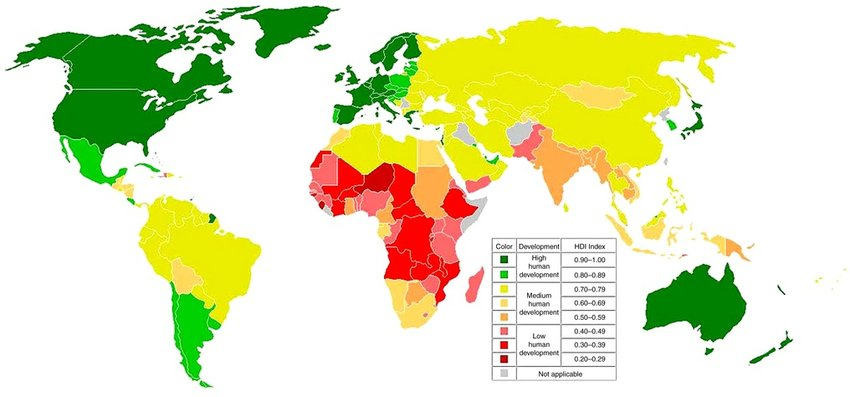 Color Development HDI Index
High
human
development
0.90–1.00
0.80–0.89
Medium
human
development
0.70–0.79
0.60–0.69
0.50–0.59
Low
human
development
0.40–0.49
0.30–0.39
0.20–0.29
Not applicable